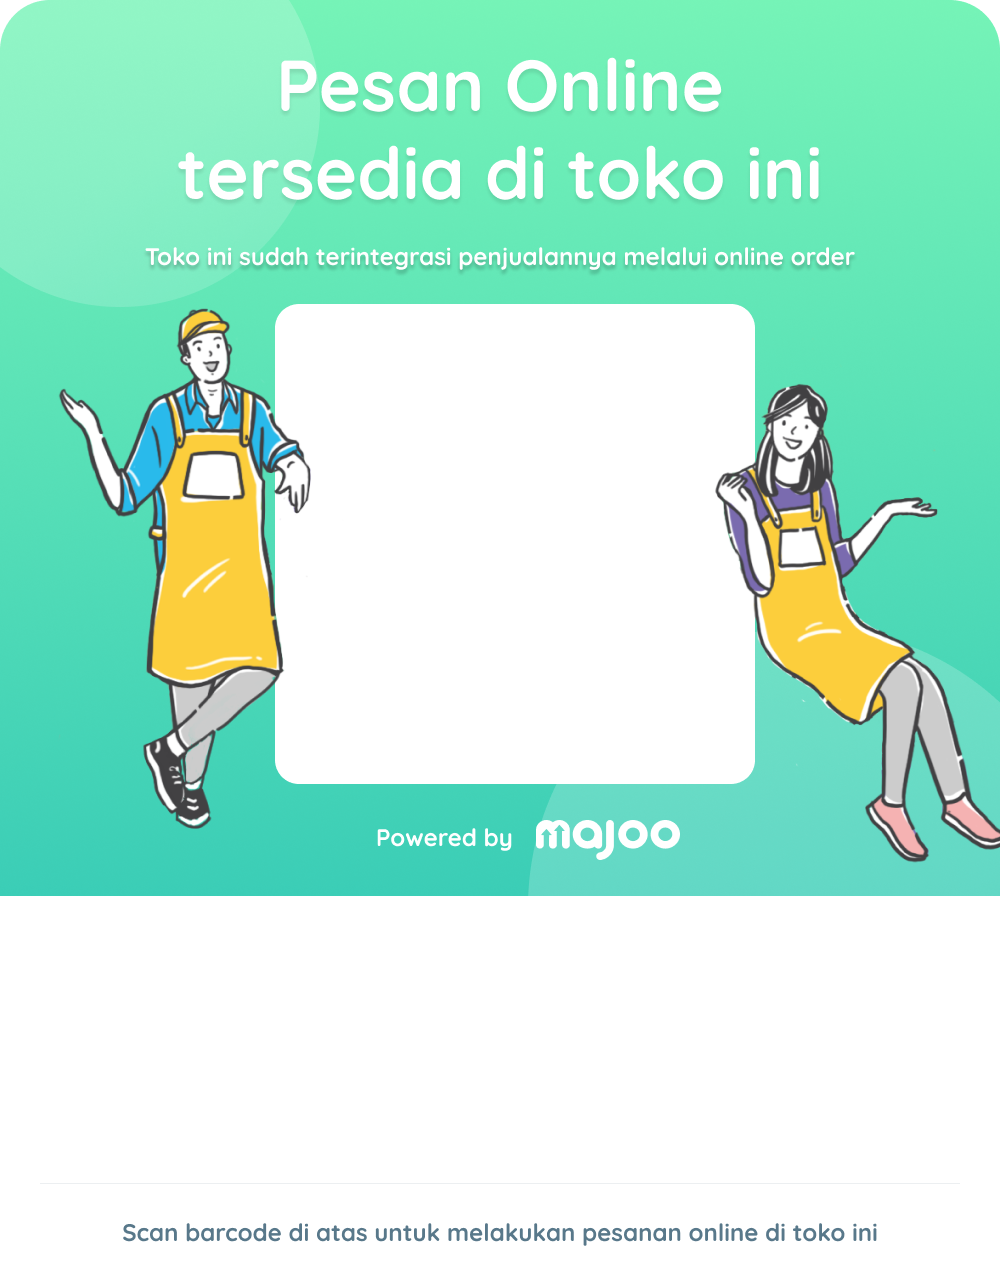 Pesan Online
tersedia di toko ini
Toko ini sudah terintegrasi penjualannya melalui online order
Powered by majoo
Scan barcode di atas untuk melakukan pesanan online di toko ini